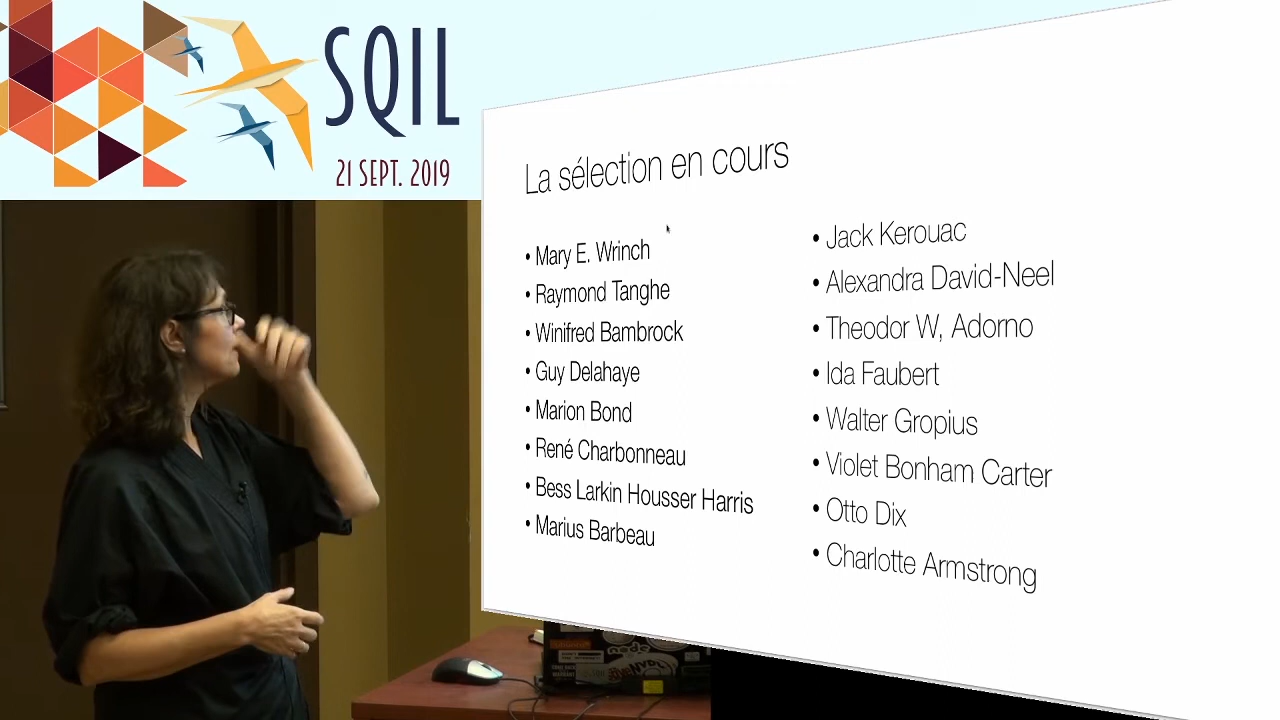 SQIL
21 SEPT. 2019
La sélection en cours
• Mary E. Wrinch
• Raymond Tanghe
• Winifred Bambrock
• Guy Delahaye
• Marion Bond
• René Charbonneau
• Bess Larkin Housser Harris
• Marius Barbeau
• Jack Kerouac
• Alexandra David-Neel
• Theodor W, Adorno
• Ida Faubert
• Walter Gropius
• Violet Bonham Carter
• Otto Dix
• Charlotte Armstrong